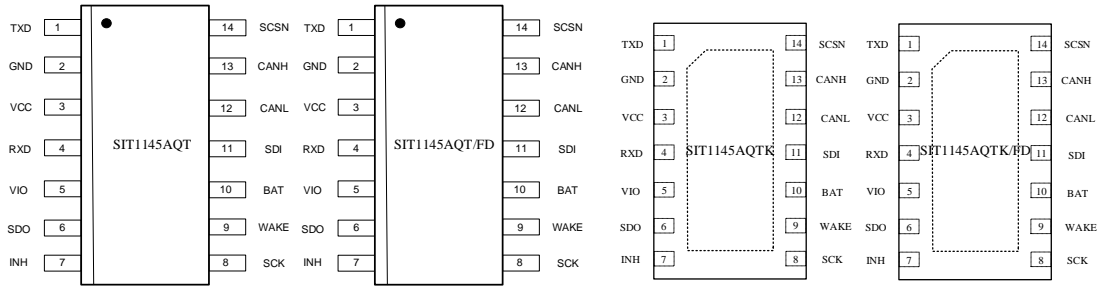 TXD 1 14 SCSN TXD 1 14 SCSN TXD 1 14 SCSN TXD 1 14 SCSN
GND 2 13 CANH GND 2 13 CANH GND 2 13 CANH GND 2 13 CANH
VCC 3 12 CANL VCC 3 12 CANL VCC 3 12 CANL VCC 3 12 CANL
RXD 4 SIT1145AQT 11 SDI RXD 4 SIT1145AQT/FD 11 SDI RXD 4 SIT1145AQTK 11 SDI RXD 4 SIT1145AQTK/FD 11 SDI
VIO 5 10 BAT VIO 5 10 BAT VIO 5 10 BAT VIO 5 10 BAT
SDO 6 9 WAKE SDO 6 9 WAKE SDO 6 9 WAKE SDO 6 9 WAKE
INH 7 8 SCK INH 7 8 SCK INH 7 8 SCK INH 7 8 SCK